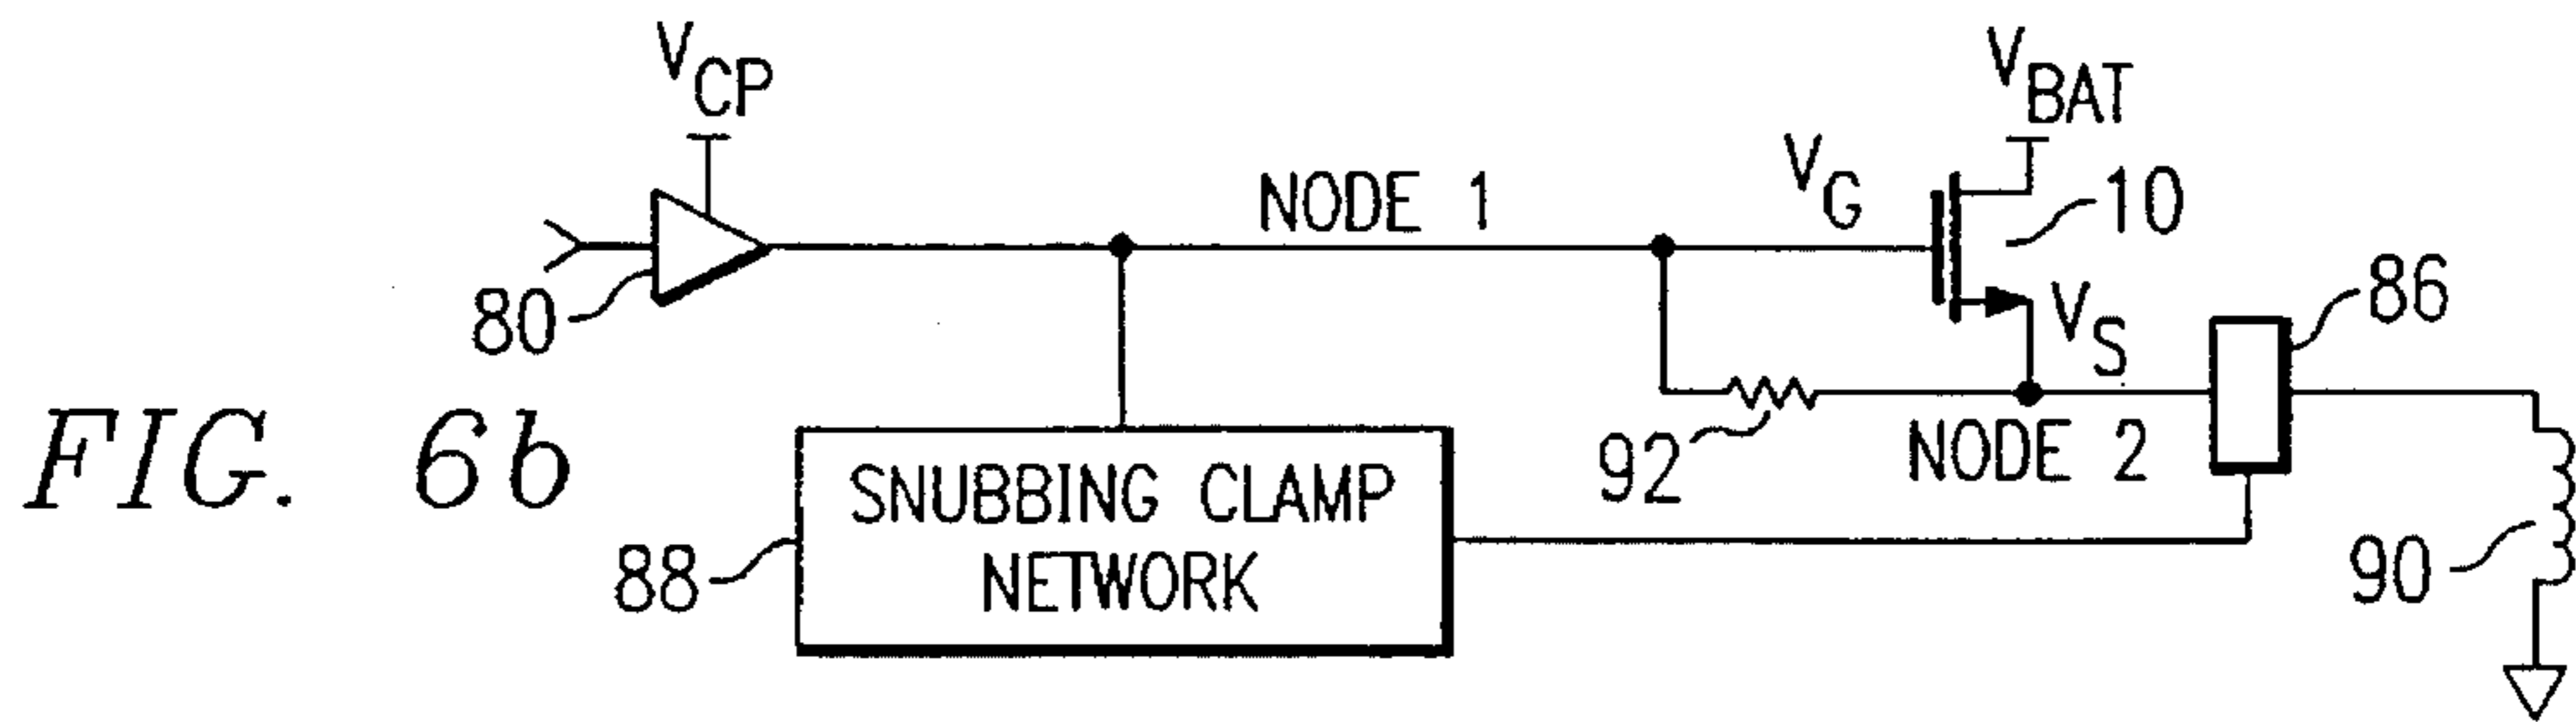 V_CP
V_BAT
NODE 1
V_G
10
80
V_S
86
FIG. 6b
SNUBBING CLAMP
NETWORK
88
92
NODE 2
90